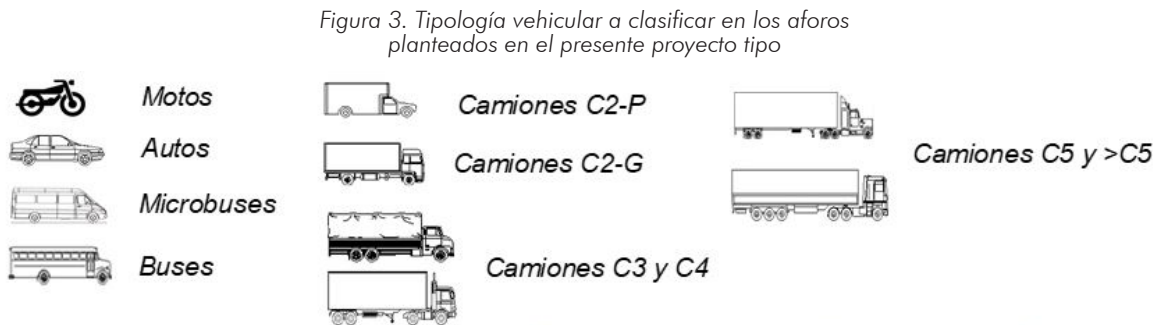 Figura 3. Tipología vehicular a clasificar en los aforos
planteados en el presente proyecto tipo
Motos
Autos
Microbuses
Buses
Camiones C2-P
Camiones C2-G
Camiones C3 y C4
Camiones C5 y >C5